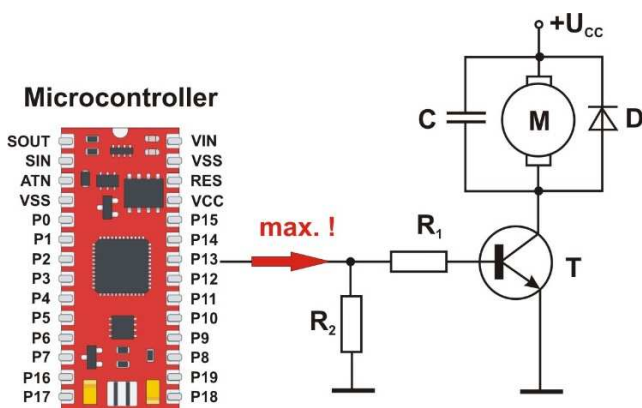 +Ucc
Microcontroller
C
M
D
SOUT
SIN
ATN
VSS
P0
P1
P2
P3
P4
P5
P6
P7
P16
P17
VIN
VSS
RES
VCC
P15
P14
P13
P12
P11
P10
P9
P8
P19
P18
max. !
R1
R2
T